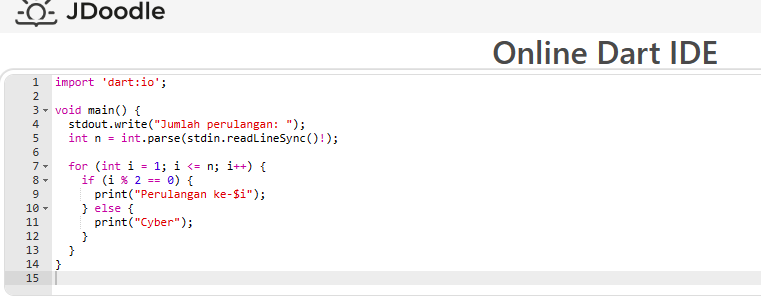 JDoodle
Online Dart IDE
1 import 'dart:io';
2
3 void main() {
4 stdout.write("Jumlah perulangan: ");
5 int n = int.parse(stdin.readLineSync()!);
6
7 for (int i = 1; i <= n; i++) {
8 if (i % 2 == 0) {
9 print("Perulangan ke-$i");
10 } else {
11 print("Cyber");
12 }
13 }
14 }
15